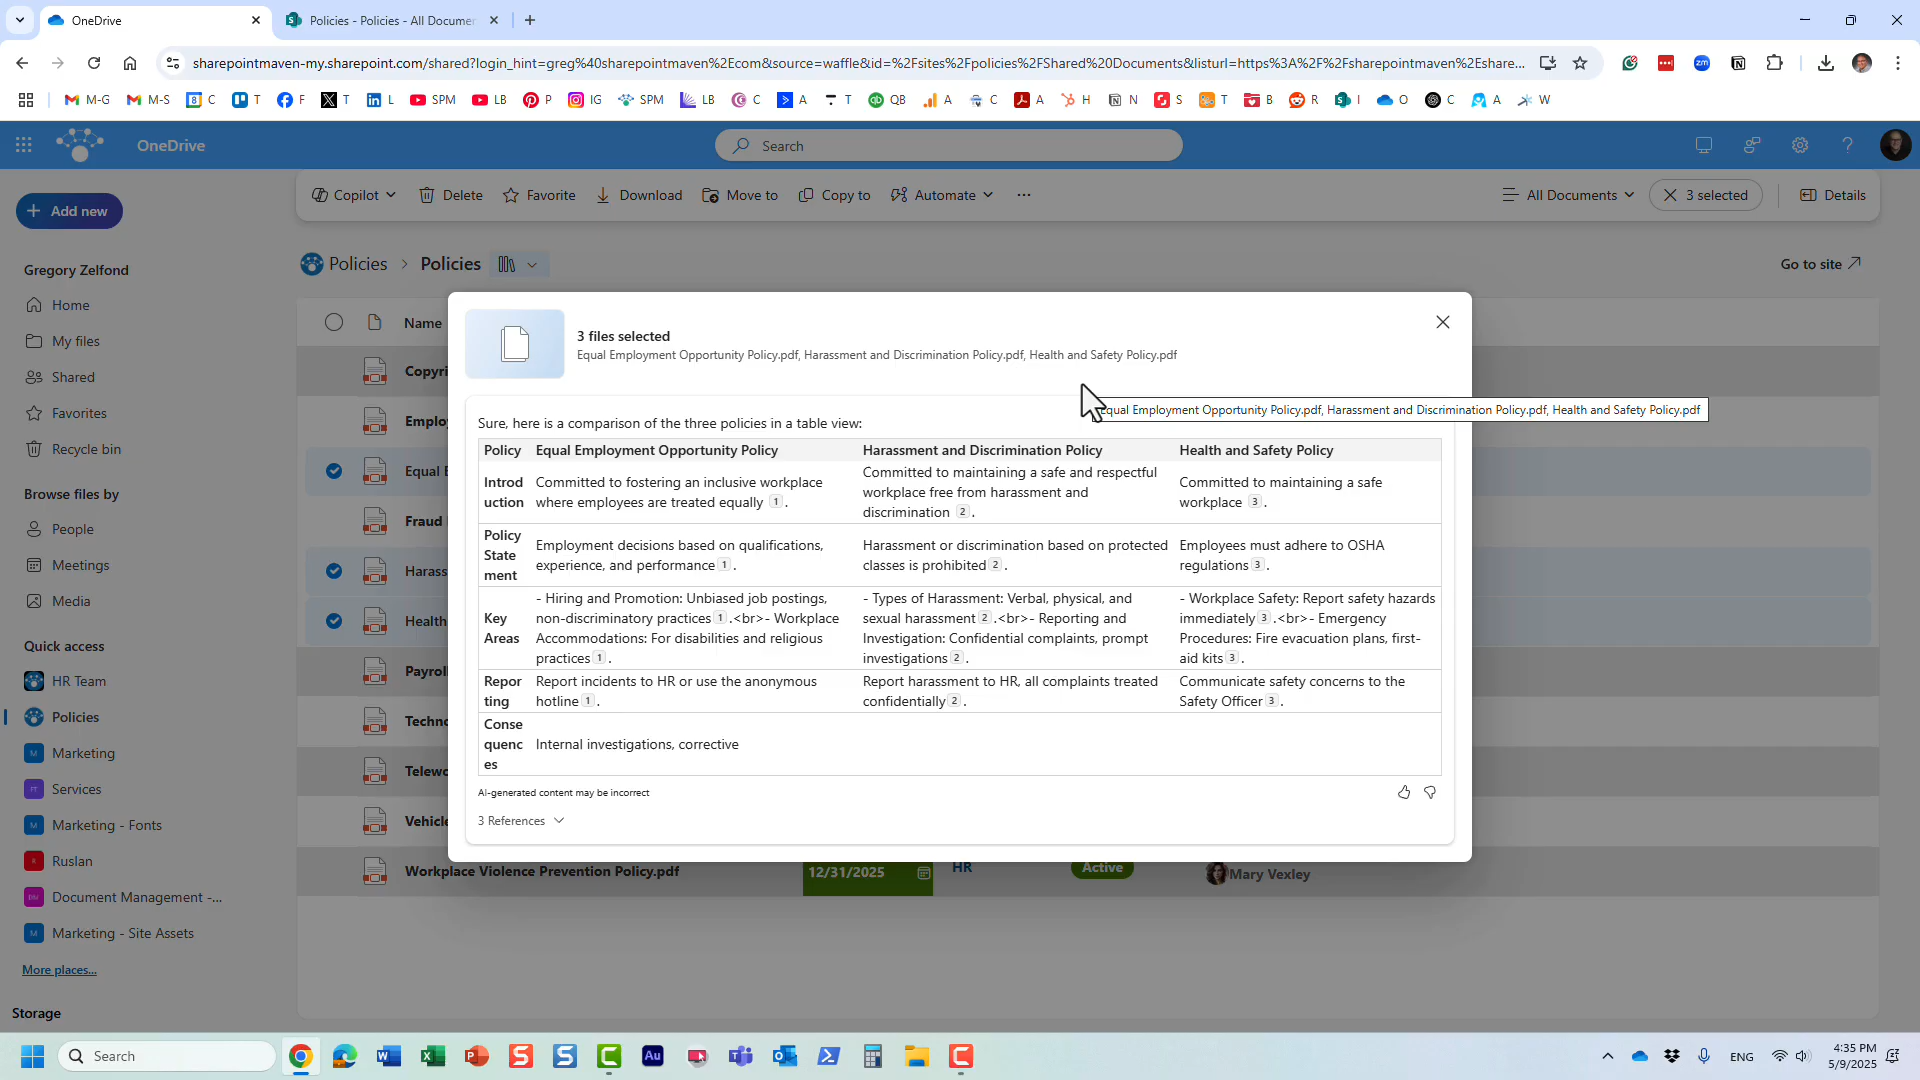 OneDrive
Policies - Policies - All Documen
sharepointmaven-my.sharepoint.com/shared?login_hint=greg%40sharepointmaven%2Ecom&source=waffle&id=%2Fsites%2Fpolicies%2FShared%20Documents&listurl=https%3A%2F%2Fsharepointmaven%2Eshare...
M-G M-S C T F T L SPM LB P IG SPM LB C A T QB A C A H N S T B R I O C A W
OneDrive
Search
Add new
Copilot Delete Favorite Download Move to Copy to Automate ...
All Documents 3 selected Details
Gregory Zelfond
Home
My files
Shared
Favorites
Recycle bin
Browse files by
People
Meetings
Media
Quick access
HR Team
Policies
Marketing
Services
Marketing - Fonts
Ruslan
Document Management -...
Marketing - Site Assets
More places...
Storage
Policies > Policies
Go to site
Name
Copyri
Employ
Equal E
Fraud
Harass
Health
Payrol
Techno
Telewo
Vehicle
Workplace Violence Prevention Policy.pdf
12/31/2025
HR
Active
Mary Vexley
3 files selected
Equal Employment Opportunity Policy.pdf, Harassment and Discrimination Policy.pdf, Health and Safety Policy.pdf
qual Employment Opportunity Policy.pdf, Harassment and Discrimination Policy.pdf, Health and Safety Policy.pdf
Sure, here is a comparison of the three policies in a table view:
Policy Equal Employment Opportunity Policy Harassment and Discrimination Policy Health and Safety Policy
Introd
uction
Committed to fostering an inclusive workplace
where employees are treated equally 1 .
Committed to maintaining a safe and respectful
workplace free from harassment and
discrimination 2 .
Committed to maintaining a safe
workplace 3 .
Policy
State
ment
Employment decisions based on qualifications,
experience, and performance 1 .
Harassment or discrimination based on protected
classes is prohibited 2 .
Employees must adhere to OSHA
regulations 3 .
Key
Areas
- Hiring and Promotion: Unbiased job postings,
non-discriminatory practices 1 .<br>- Workplace
Accommodations: For disabilities and religious
practices 1 .
- Types of Harassment: Verbal, physical, and
sexual harassment 2 .<br>- Reporting and
Investigation: Confidential complaints, prompt
investigations 2 .
- Workplace Safety: Report safety hazards
immediately 3 .<br>- Emergency
Procedures: Fire evacuation plans, first-
aid kits 3 .
Repor
ting
Report incidents to HR or use the anonymous
hotline 1 .
Report harassment to HR, all complaints treated
confidentially 2 .
Communicate safety concerns to the
Safety Officer 3 .
Conse
quenc
es
Internal investigations, corrective
AI-generated content may be incorrect
3 References
Search
ENG
4:35 PM
5/9/2025